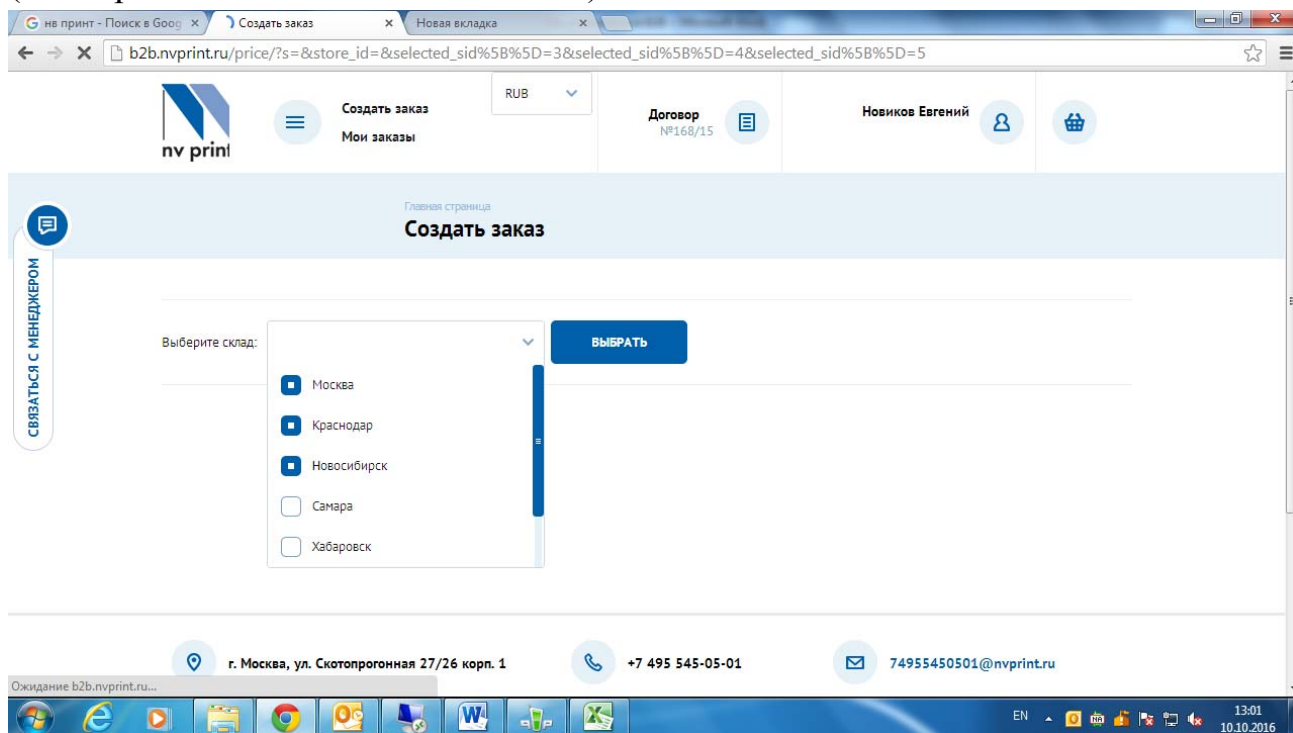 нв принт - Поиск в Goog
Создать заказ
Новая вкладка
b2b.nvprint.ru/price/?s=&store_id=&selected_sid%5B%5D=3&selected_sid%5B%5D=4&selected_sid%5B%5D=5
nv print
Создать заказ
Мои заказы
RUB
Договор
№168/15
Новиков Евгений
Главная страница
Создать заказ
СВЯЗАТЬСЯ С МЕНЕДЖЕРОМ
Выберите склад:
ВЫБРАТЬ
Москва
Краснодар
Новосибирск
Самара
Хабаровск
г. Москва, ул. Скотопрогонная 27/26 корп. 1
+7 495 545-05-01
74955450501@nvprint.ru
Ожидание b2b.nvprint.ru...
EN
13:01
10.10.2016